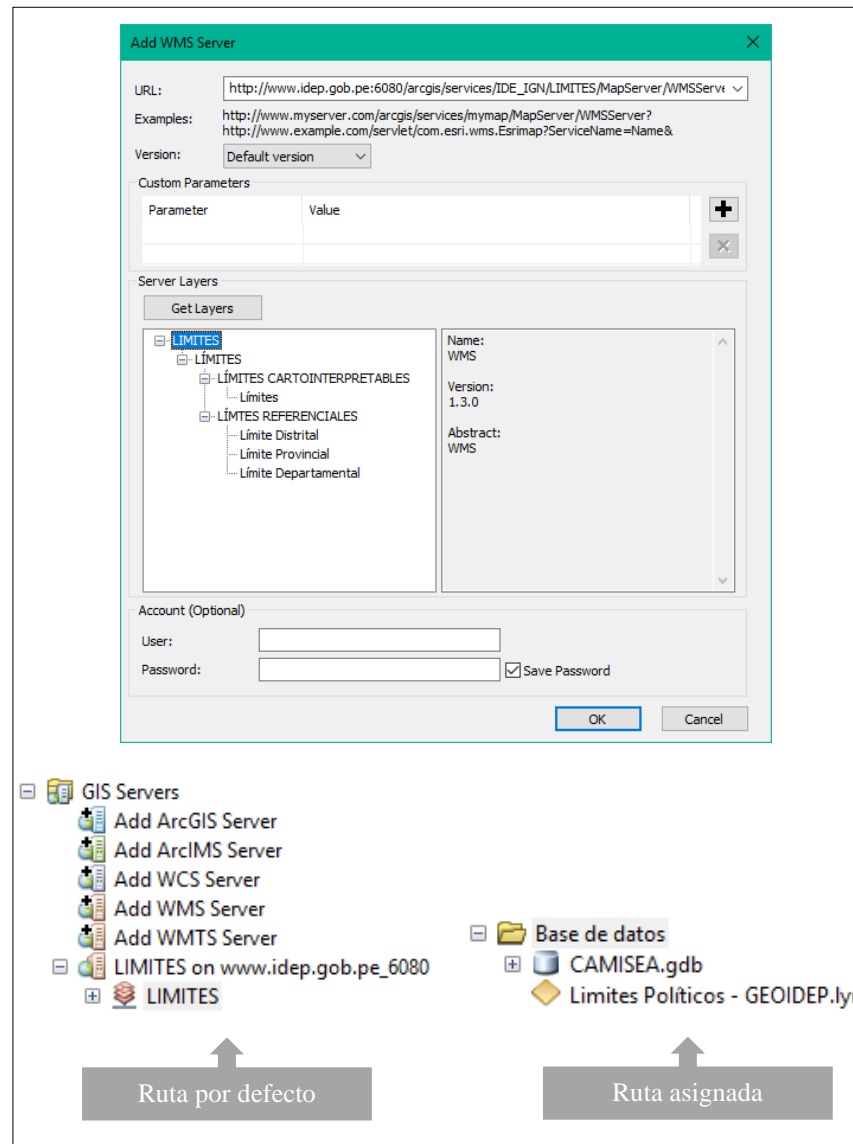 Add WMS Server
URL: http://www.idep.gob.pe:6080/arcgis/services/IDE_IGN/LIMITES/MapServer/WMSServe
Examples: http://www.myserver.com/arcgis/services/mymap/MapServer/WMSServer?
http://www.example.com/servlet/com.esri.wms.Esrimap?ServiceName=Name&
Version: Default version
Custom Parameters
Parameter Value
Server Layers
Get Layers
LIMITES
LÍMITES
LÍMITES CARTOINTERPRETABLES
Límites
LÍMTES REFERENCIALES
Límite Distrital
Límite Provincial
Límite Departamental
Name:
WMS
Version:
1.3.0
Abstract:
WMS
Account (Optional)
User:
Password: Save Password
OK Cancel
GIS Servers
Add ArcGIS Server
Add ArcIMS Server
Add WCS Server
Add WMS Server
Add WMTS Server
LIMITES on www.idep.gob.pe_6080
LIMITES
Base de datos
CAMISEA.gdb
Limites Políticos - GEOIDEP.lyr
Ruta por defecto
Ruta asignada